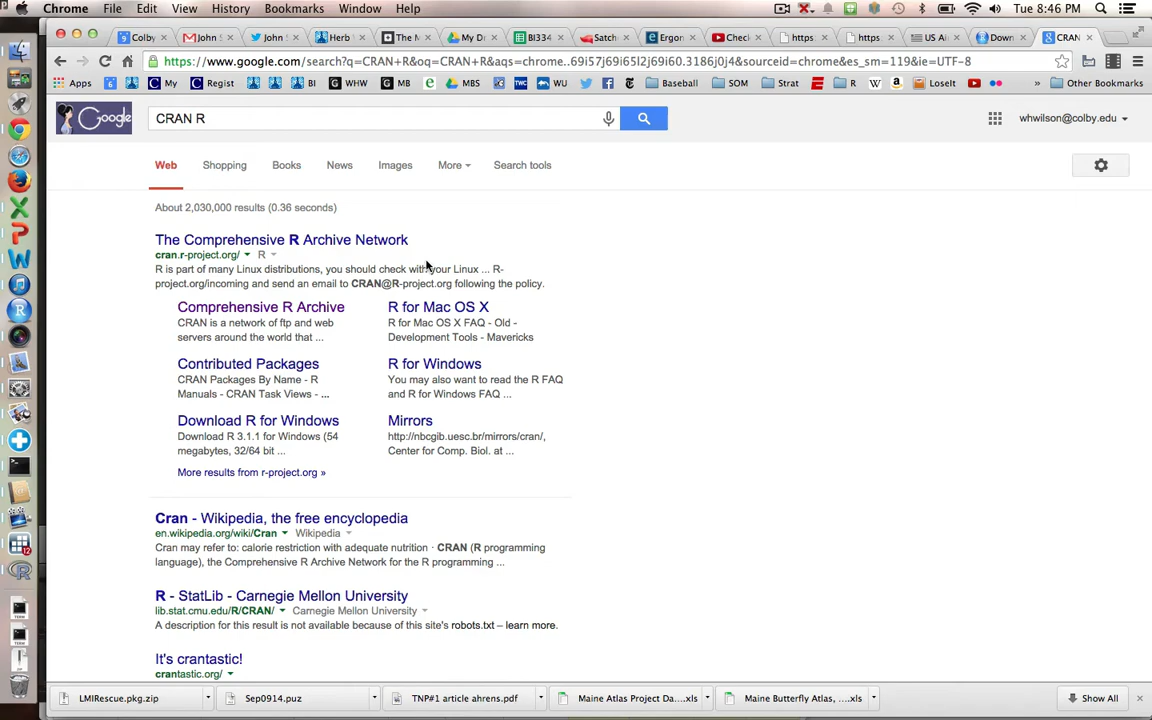 Chrome File Edit View History Bookmarks Window Help Tue 8:46 PM
Colby John S John S Herb The M My D BI334 Satch Ergon Check https https US Ai Down CRAN
https://www.google.com/search?q=CRAN+R&oq=CRAN+R&aqs=chrome..69i57j69i65l2j69i60.3186j0j4&sourceid=chrome&es_sm=119&ie=UTF-8
Apps My Regist BI WHW MB MBS WU Baseball SOM Strat R LoseIt » Other Bookmarks
Google
CRAN R
whwilson@colby.edu
Web Shopping Books News Images More Search tools
About 2,030,000 results (0.36 seconds)
The Comprehensive R Archive Network
cran.r-project.org/ R
R is part of many Linux distributions, you should check with your Linux ... R-
project.org/incoming and send an email to CRAN@R-project.org following the policy.
Comprehensive R Archive
CRAN is a network of ftp and web
servers around the world that ...
R for Mac OS X
R for Mac OS X FAQ - Old -
Development Tools - Mavericks
Contributed Packages
CRAN Packages By Name - R
Manuals - CRAN Task Views - ...
R for Windows
You may also want to read the R FAQ
and R for Windows FAQ ...
Download R for Windows
Download R 3.1.1 for Windows (54
megabytes, 32/64 bit ...
Mirrors
http://nbcgib.uesc.br/mirrors/cran/,
Center for Comp. Biol. at ...
More results from r-project.org »
Cran - Wikipedia, the free encyclopedia
en.wikipedia.org/wiki/Cran Wikipedia
Cran may refer to: calorie restriction with adequate nutrition · CRAN (R programming
language), the Comprehensive R Archive Network for the R programming ...
R - StatLib - Carnegie Mellon University
lib.stat.cmu.edu/R/CRAN/ Carnegie Mellon University
A description for this result is not available because of this site's robots.txt – learn more.
It's crantastic!
crantastic.org/
LMIRescue.pkg.zip Sep0914.puz TNP#1 article ahrens.pdf Maine Atlas Project Da....xls Maine Butterfly Atlas, ....xls Show All